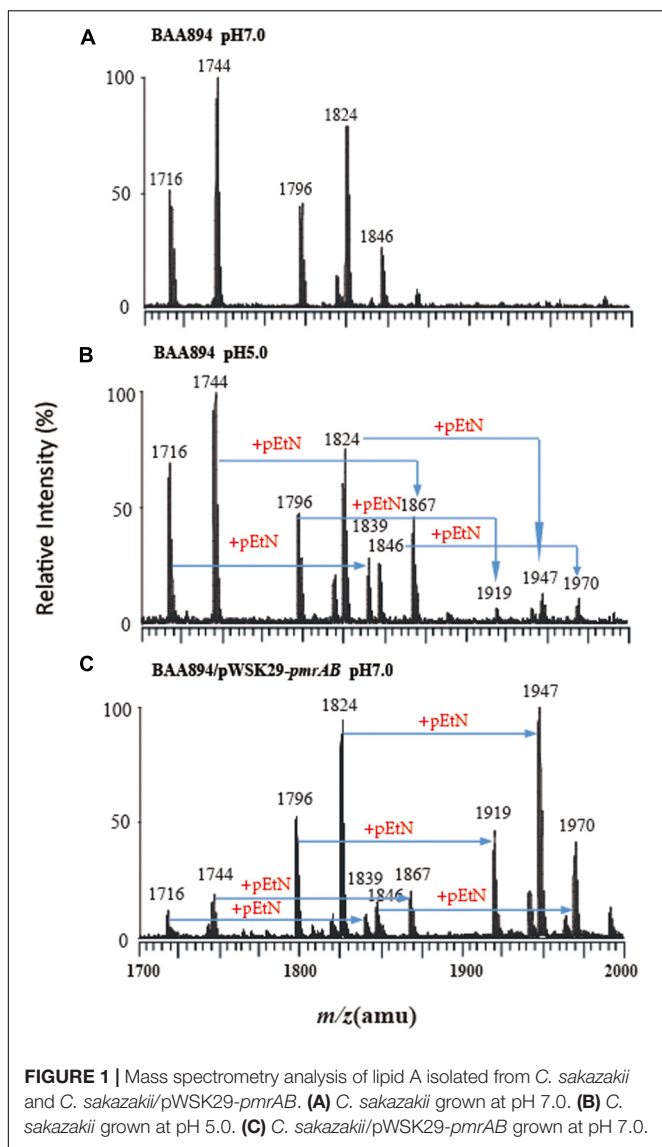 A
BAA894 pH7.0
100
50
0
1716
1744
1796
1824
1846
B
BAA894 pH5.0
100
50
0
1716
1744
+pEtN
1824
+pEtN
1796
+pEtN
1867
1839
1846
+pEtN
+pEtN
1919
1947
1970
Relative Intensity (%)
C
BAA894/pWSK29-pmrAB pH7.0
100
50
0
1824
+pEtN
1947
1796
+pEtN
1919
1970
1716
1744
+pEtN
1839
1867
+pEtN
1846
+pEtN
1700
1800
1900
2000
m/z(amu)
FIGURE 1 | Mass spectrometry analysis of lipid A isolated from C. sakazakii
and C. sakazakii/pWSK29-pmrAB. (A) C. sakazakii grown at pH 7.0. (B) C.
sakazakii grown at pH 5.0. (C) C. sakazakii/pWSK29-pmrAB grown at pH 7.0.